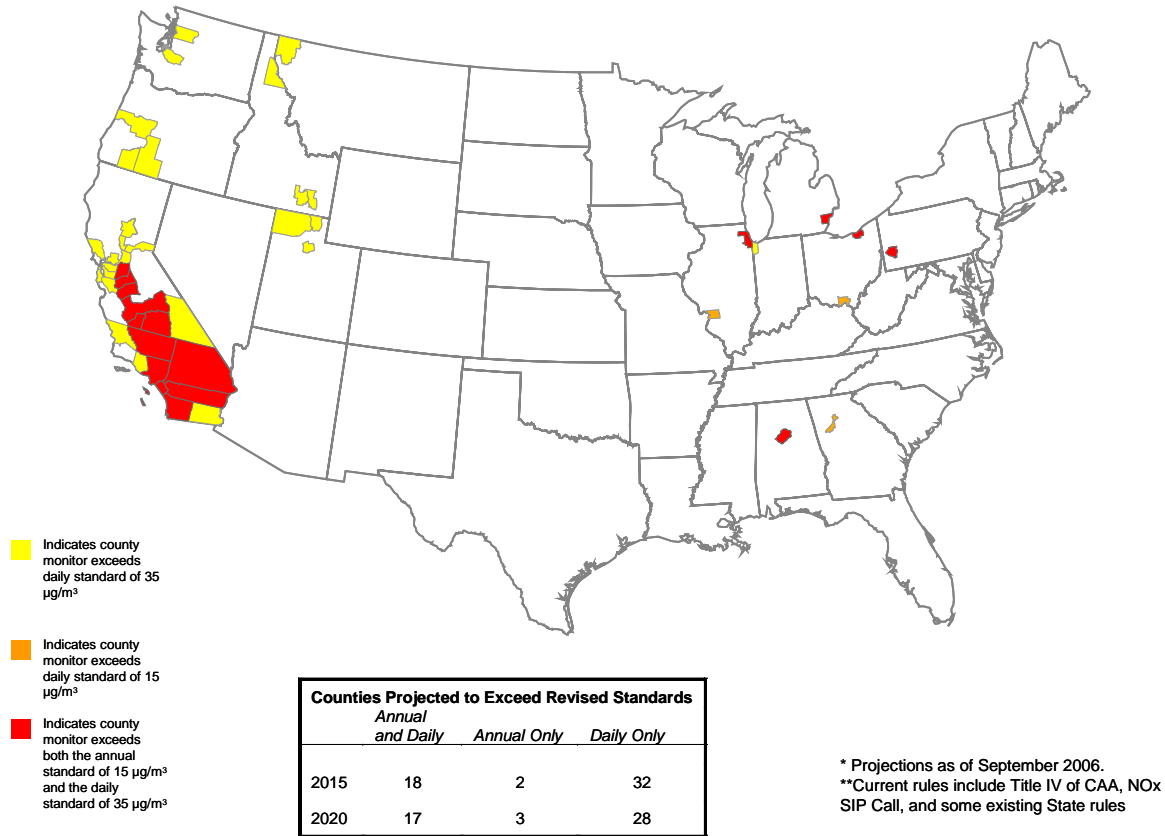 Indicates county
monitor exceeds
daily standard of 35
µg/m³
Indicates county
monitor exceeds
daily standard of 15
µg/m³
Indicates county
monitor exceeds
both the annual
standard of 15 µg/m³
and the daily
standard of 35 µg/m³
Counties Projected to Exceed Revised Standards
Annual
and Daily Annual Only Daily Only
2015 18 2 32
2020 17 3 28
* Projections as of September 2006.
**Current rules include Title IV of CAA, NOx
SIP Call, and some existing State rules